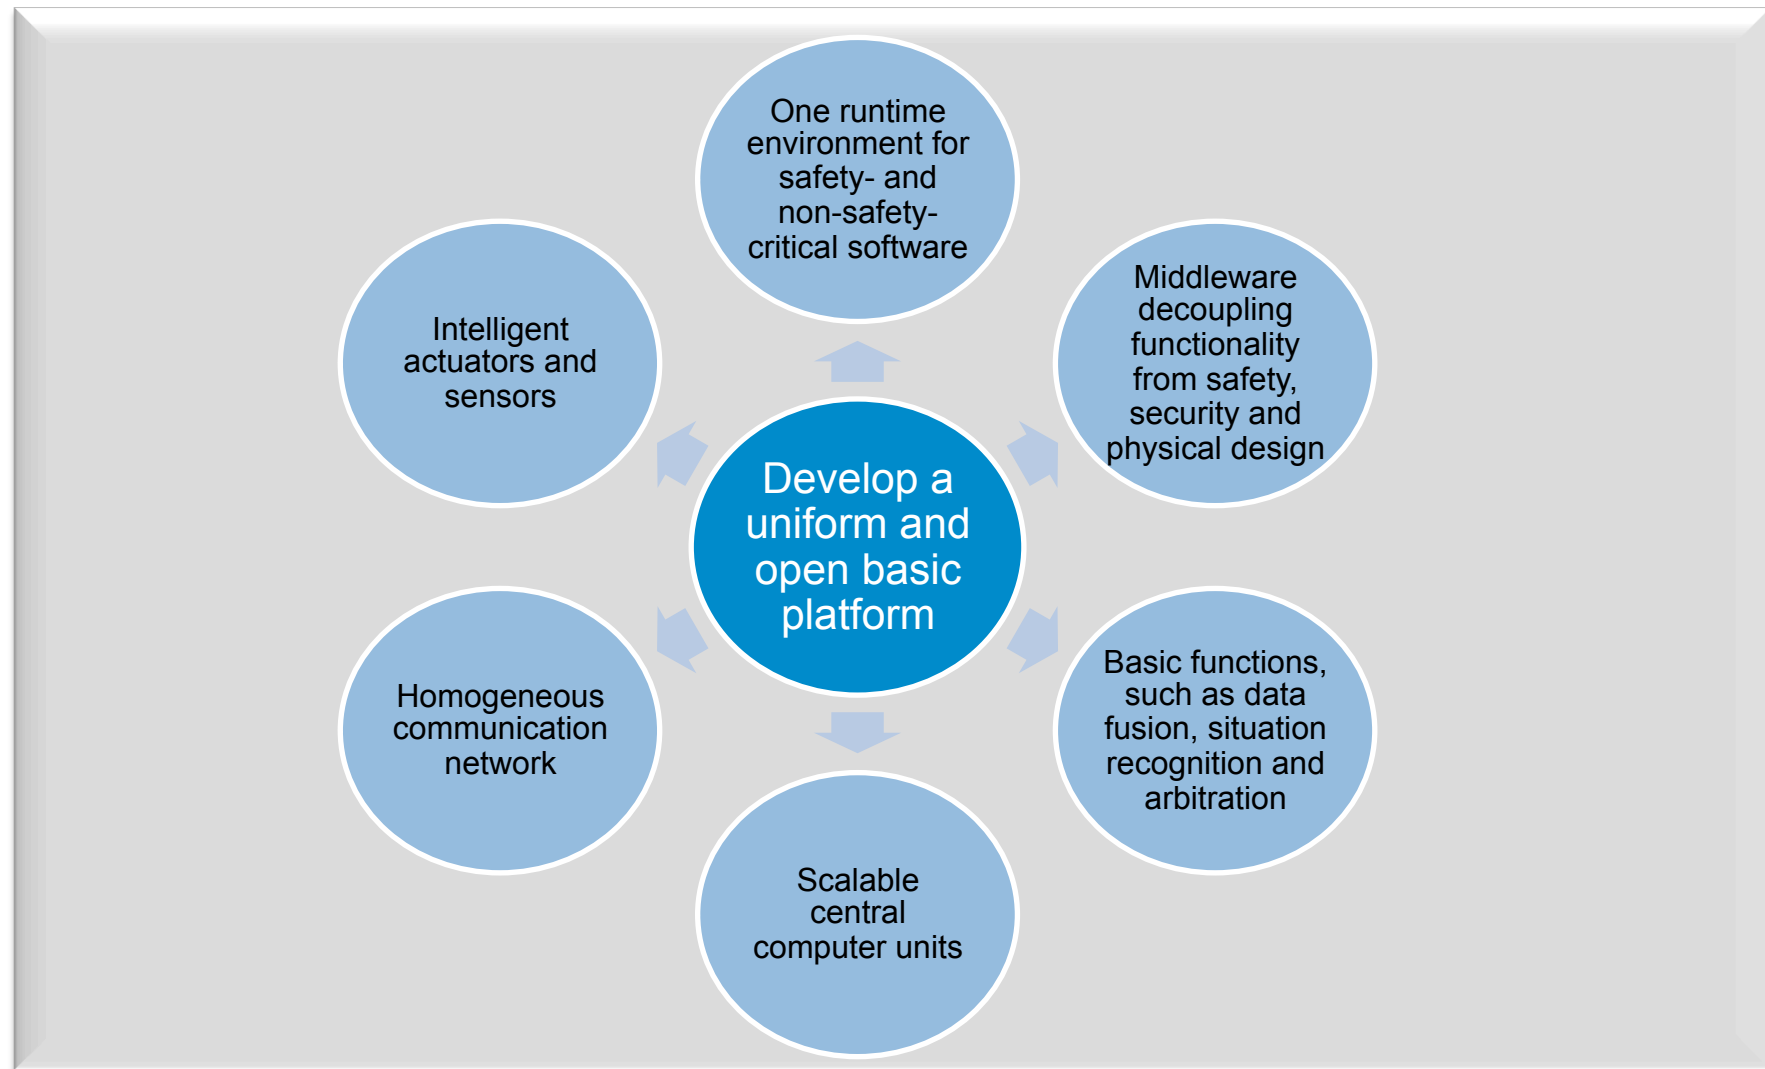 One runtime
environment for
safety- and
non-safety-
critical software
Intelligent
actuators and
sensors
Middleware
decoupling
functionality
from safety,
security and
physical design
Develop a
uniform and
open basic
platform
Homogeneous
communication
network
Basic functions,
such as data
fusion, situation
recognition and
arbitration
Scalable
central
computer units